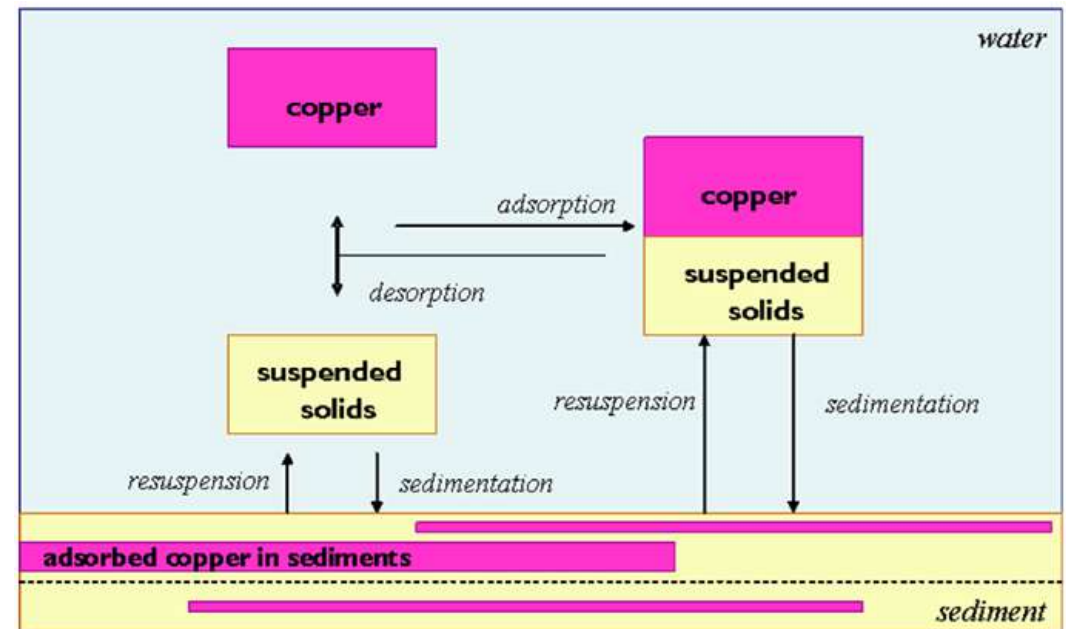 water
copper
adsorption
copper
desorption
suspended
solids
suspended
solids
resuspension
sedimentation
resuspension
sedimentation
adsorbed copper in sediments
sediment